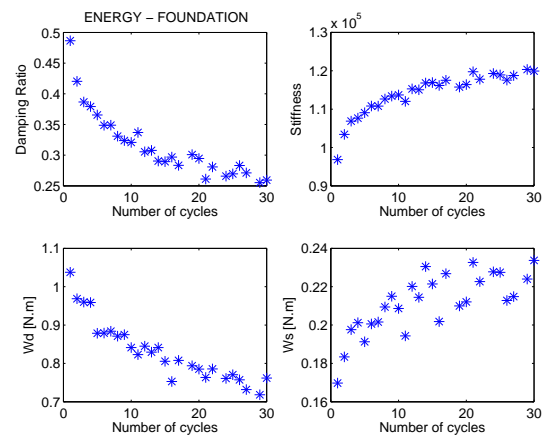 ENERGY – FOUNDATION
0.5
0.45
0.4
0.35
0.3
0.25
Damping Ratio
0 10 20 30
Number of cycles
x 10^5
1.3
1.2
1.1
1
0.9
Stiffness
0 10 20 30
Number of cycles
1.1
1
0.9
0.8
0.7
Wd [N.m]
0 10 20 30
Number of cycles
0.24
0.22
0.2
0.18
0.16
Ws [N.m]
0 10 20 30
Number of cycles